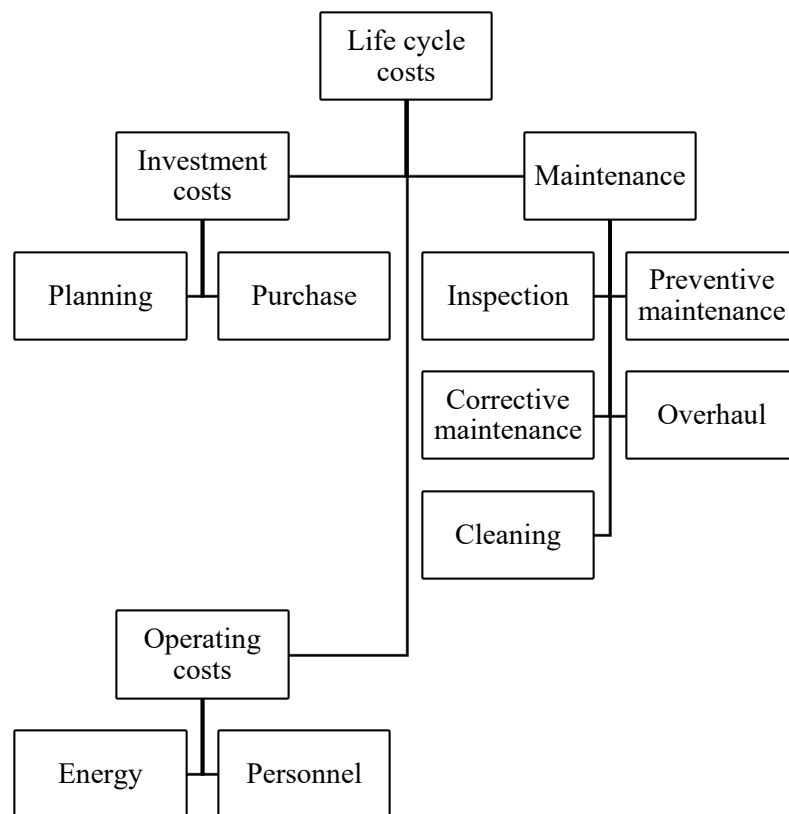 Life cycle
costs
Investment
costs
Maintenance
Planning
Purchase
Inspection
Preventive
maintenance
Corrective
maintenance
Overhaul
Cleaning
Operating
costs
Energy
Personnel